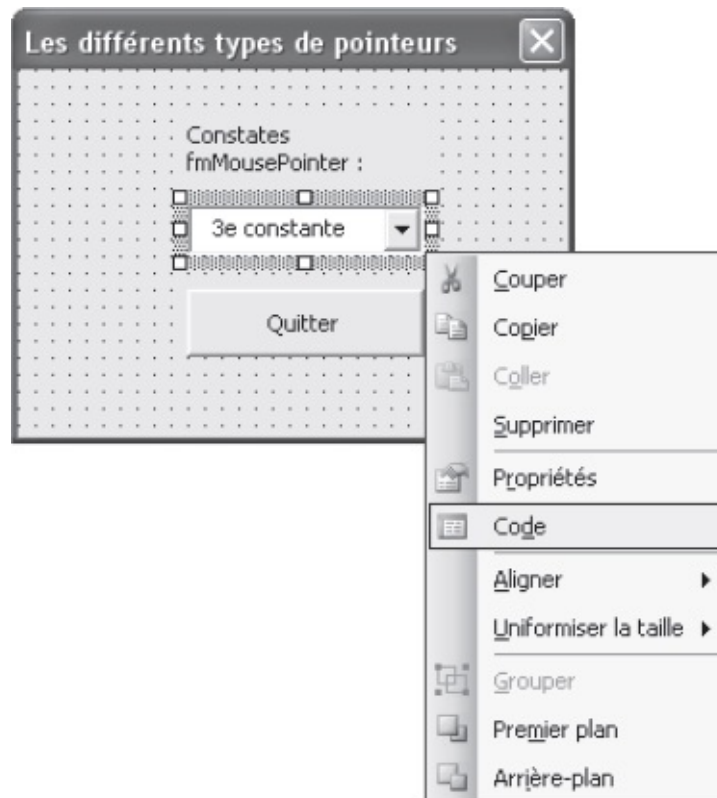 Les différents types de pointeurs
Constates
fmMousePointer :
3e constante
Quitter
Couper
Copier
Coller
Supprimer
Propriétés
Code
Aligner
Uniformiser la taille
Grouper
Premier plan
Arrière-plan